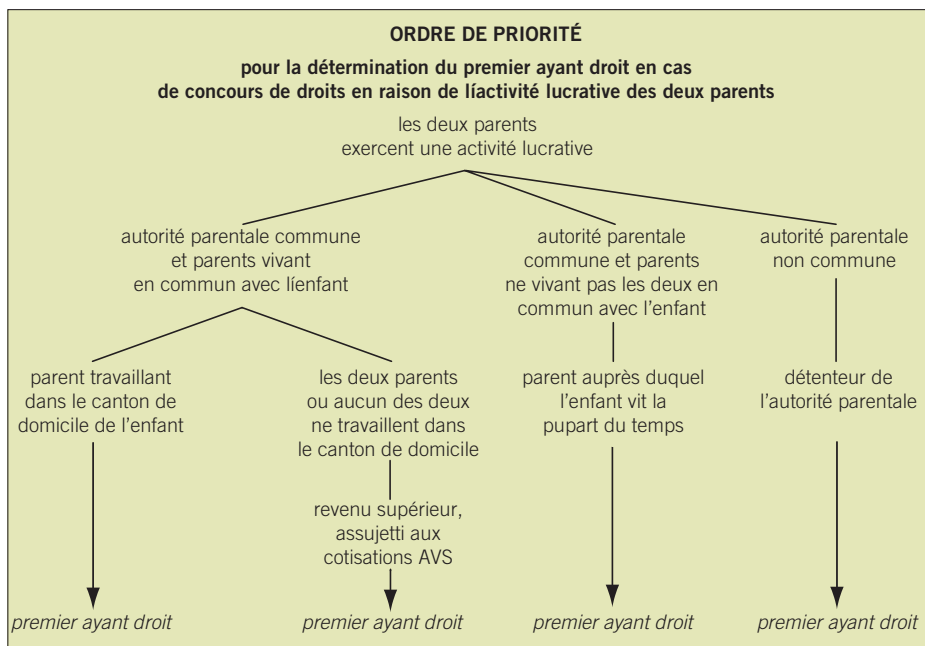 ORDRE DE PRIORITÉ
pour la détermination du premier ayant droit en cas
de concours de droits en raison de líactivité lucrative des deux parents
les deux parents
exercent une activité lucrative
autorité parentale commune
et parents vivant
en commun avec líenfant
autorité parentale
commune et parents
ne vivant pas les deux en
commun avec l'enfant
autorité parentale
non commune
parent travaillant
dans le canton de
domicile de l'enfant
les deux parents
ou aucun des deux
ne travaillent dans
le canton de domicile
parent auprès duquel
l'enfant vit la
pupart du temps
détenteur de
l'autorité parentale
revenu supérieur,
assujetti aux
cotisations AVS
premier ayant droit
premier ayant droit
premier ayant droit
premier ayant droit